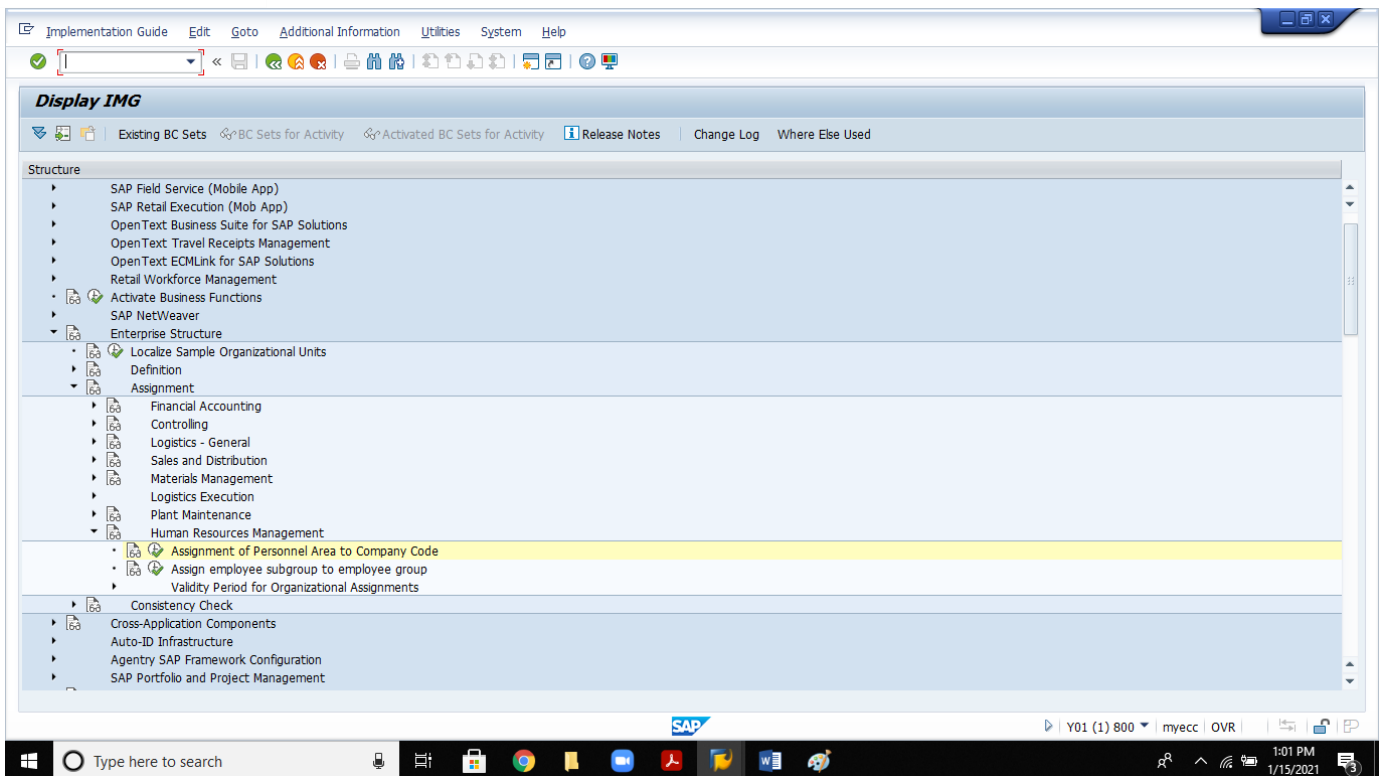 Implementation Guide Edit Goto Additional Information Utilities System Help
Display IMG
Existing BC Sets BC Sets for Activity Activated BC Sets for Activity Release Notes Change Log Where Else Used
Structure
SAP Field Service (Mobile App)
SAP Retail Execution (Mob App)
OpenText Business Suite for SAP Solutions
OpenText Travel Receipts Management
OpenText ECMLink for SAP Solutions
Retail Workforce Management
Activate Business Functions
SAP NetWeaver
Enterprise Structure
Localize Sample Organizational Units
Definition
Assignment
Financial Accounting
Controlling
Logistics - General
Sales and Distribution
Materials Management
Logistics Execution
Plant Maintenance
Human Resources Management
Assignment of Personnel Area to Company Code
Assign employee subgroup to employee group
Validity Period for Organizational Assignments
Consistency Check
Cross-Application Components
Auto-ID Infrastructure
Agentry SAP Framework Configuration
SAP Portfolio and Project Management
SAP Y01 (1) 800 myecc OVR
Type here to search 1:01 PM
1/15/2021 3